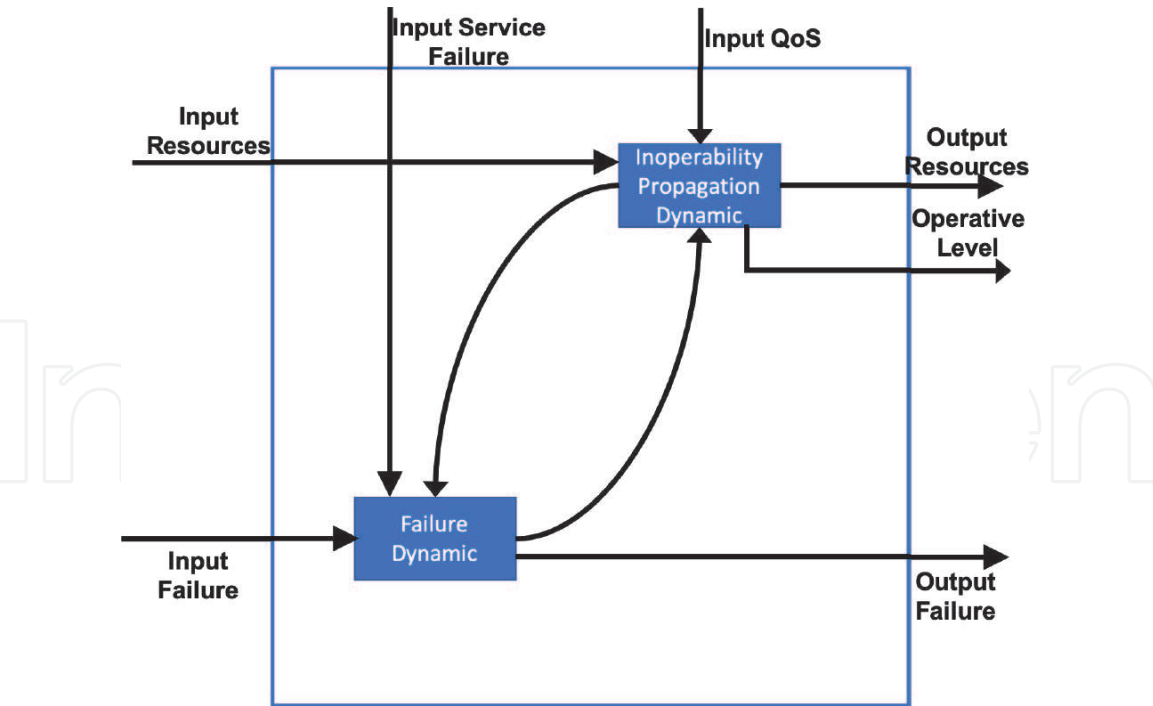 Input Service
Failure
Input QoS
Input
Resources
Inoperability
Propagation
Dynamic
Output
Resources
Operative
Level
Failure
Dynamic
Input
Failure
Output
Failure